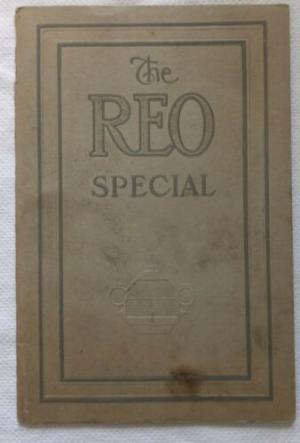 The
REO
SPECIAL